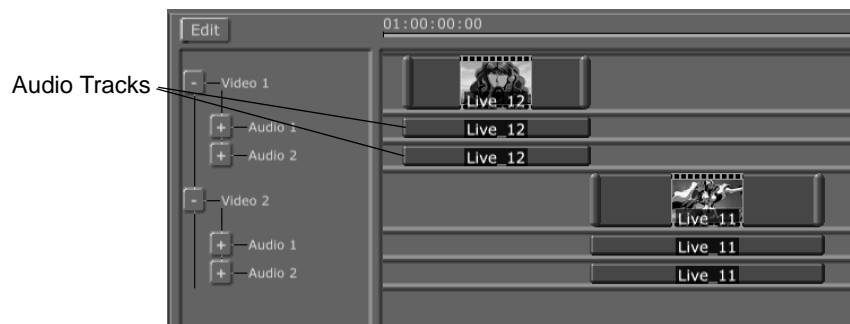 Edit
01:00:00:00
Audio Tracks
- Video 1
Live_12
+ Audio 1
Live_12
+ Audio 2
Live_12
- Video 2
Live_11
+ Audio 1
Live_11
+ Audio 2
Live_11